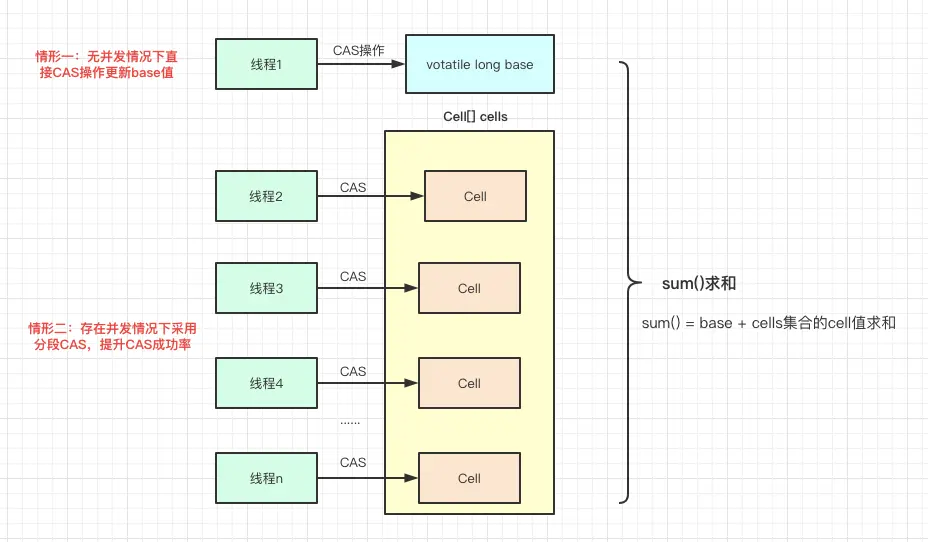 情形一：无并发情况下直
接CAS操作更新base值
线程1
CAS操作
votatile long base
Cell[] cells
线程2
CAS
Cell
线程3
CAS
Cell
sum()求和
sum() = base + cells集合的cell值求和
情形二：存在并发情况下采用
分段CAS，提升CAS成功率
线程4
CAS
Cell
......
线程n
CAS
Cell